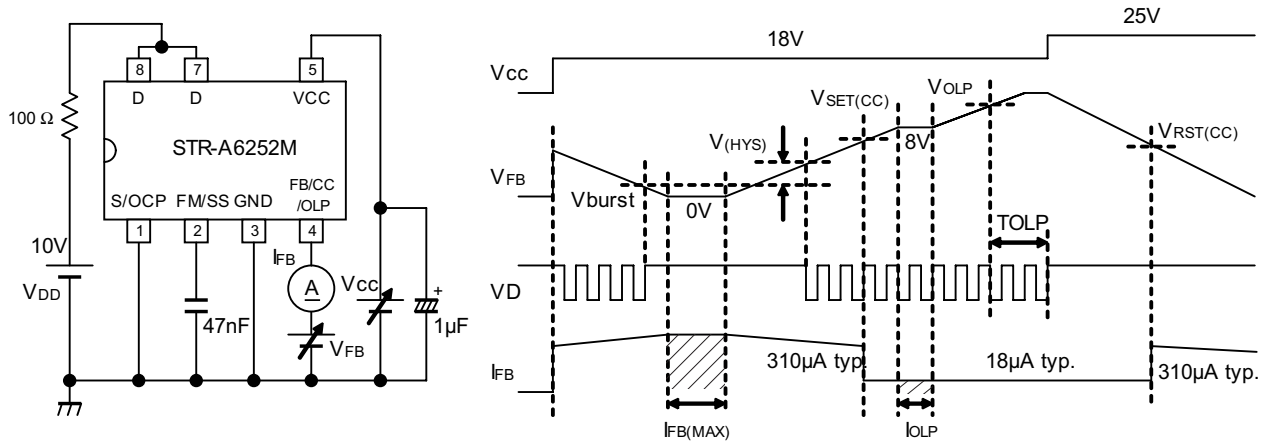 8
7
5
D
D
VCC
100 Ω
STR-A6252M
S/OCP
FM/SS
GND
FB/CC
/OLP
1
2
3
4
10V
VDD
IFB
A
Vcc
47nF
VFB
+
1μF
25V
18V
Vcc
VOLP
VSET(CC)
V(HYS)
8V
VRST(CC)
VFB
Vburst
0V
TOLP
VD
310μA typ.
18μA typ.
310μA typ.
IFB
IFB(MAX)
IOLP